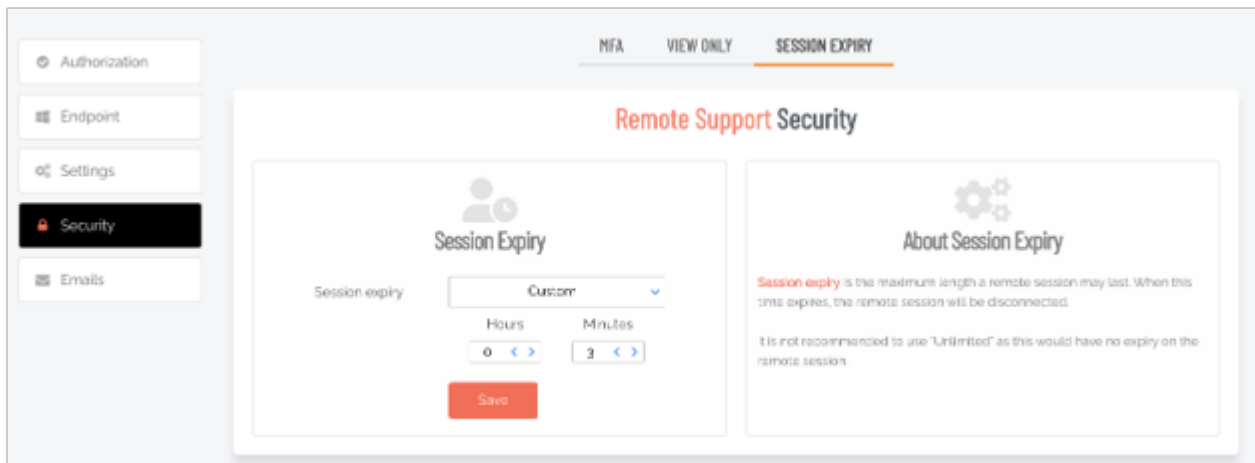 MFA VIEW ONLY SESSION EXPIRY
Authorization
Endpoint
Settings
Security
Emails
Remote Support Security
Session Expiry
Session expiry Custom
Hours Minutes
0 3
Save
About Session Expiry
Session expiry is the maximum length a remote session may last. When this
time expires, the remote session will be disconnected.
It is not recommended to use "Unlimited" as this would have no expiry on the
remote session.